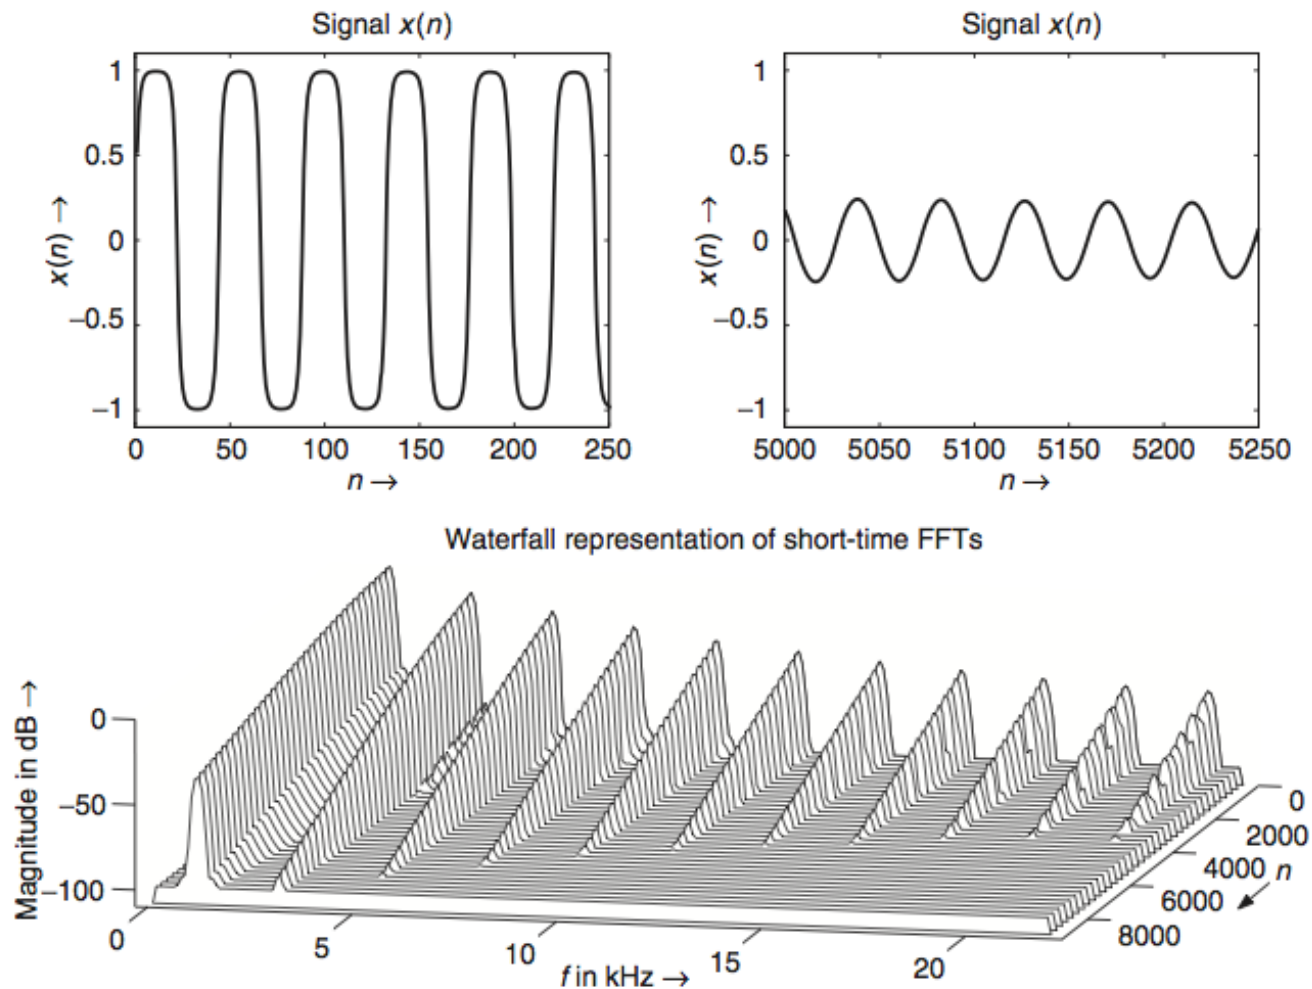 Signal x(n)
1
0.5
0
−0.5
−1
x(n) →
0 50 100 150 200 250
n →
Signal x(n)
1
0.5
0
−0.5
−1
x(n) →
5000 5050 5100 5150 5200 5250
n →
Waterfall representation of short-time FFTs
Magnitude in dB →
0
−50
−100
0 5 10 15 20
f in kHz →
0
2000
4000
6000
8000
← n